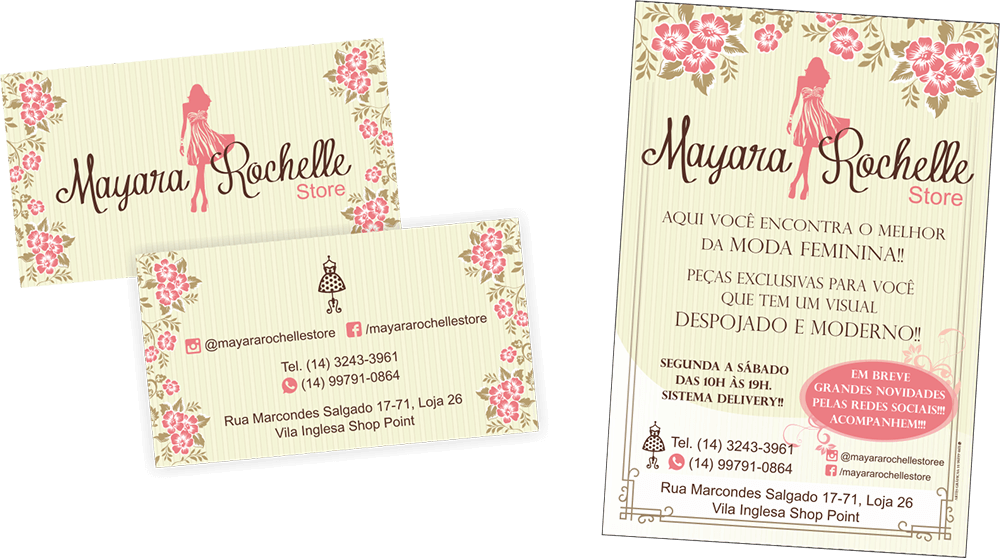 Mayara Rochelle
Store
@mayararochellestore /mayararochellestore
Tel. (14) 3243-3961
(14) 99791-0864
Rua Marcondes Salgado 17-71, Loja 26
Vila Inglesa Shop Point
Mayara Rochelle
Store
AQUI VOCÊ ENCONTRA O MELHOR
DA MODA FEMININA!!
PEÇAS EXCLUSIVAS PARA VOCÊ
QUE TEM UM VISUAL
DESPOJADO E MODERNO!!
SEGUNDA A SÁBADO
DAS 10H ÀS 19H.
SISTEMA DELIVERY!!
EM BREVE
GRANDES NOVIDADES
PELAS REDES SOCIAIS!!!
ACOMPANHEM!!!
Tel. (14) 3243-3961
(14) 99791-0864
@mayararochellestoree
/mayararochellestore
Rua Marcondes Salgado 17-71, Loja 26
Vila Inglesa Shop Point